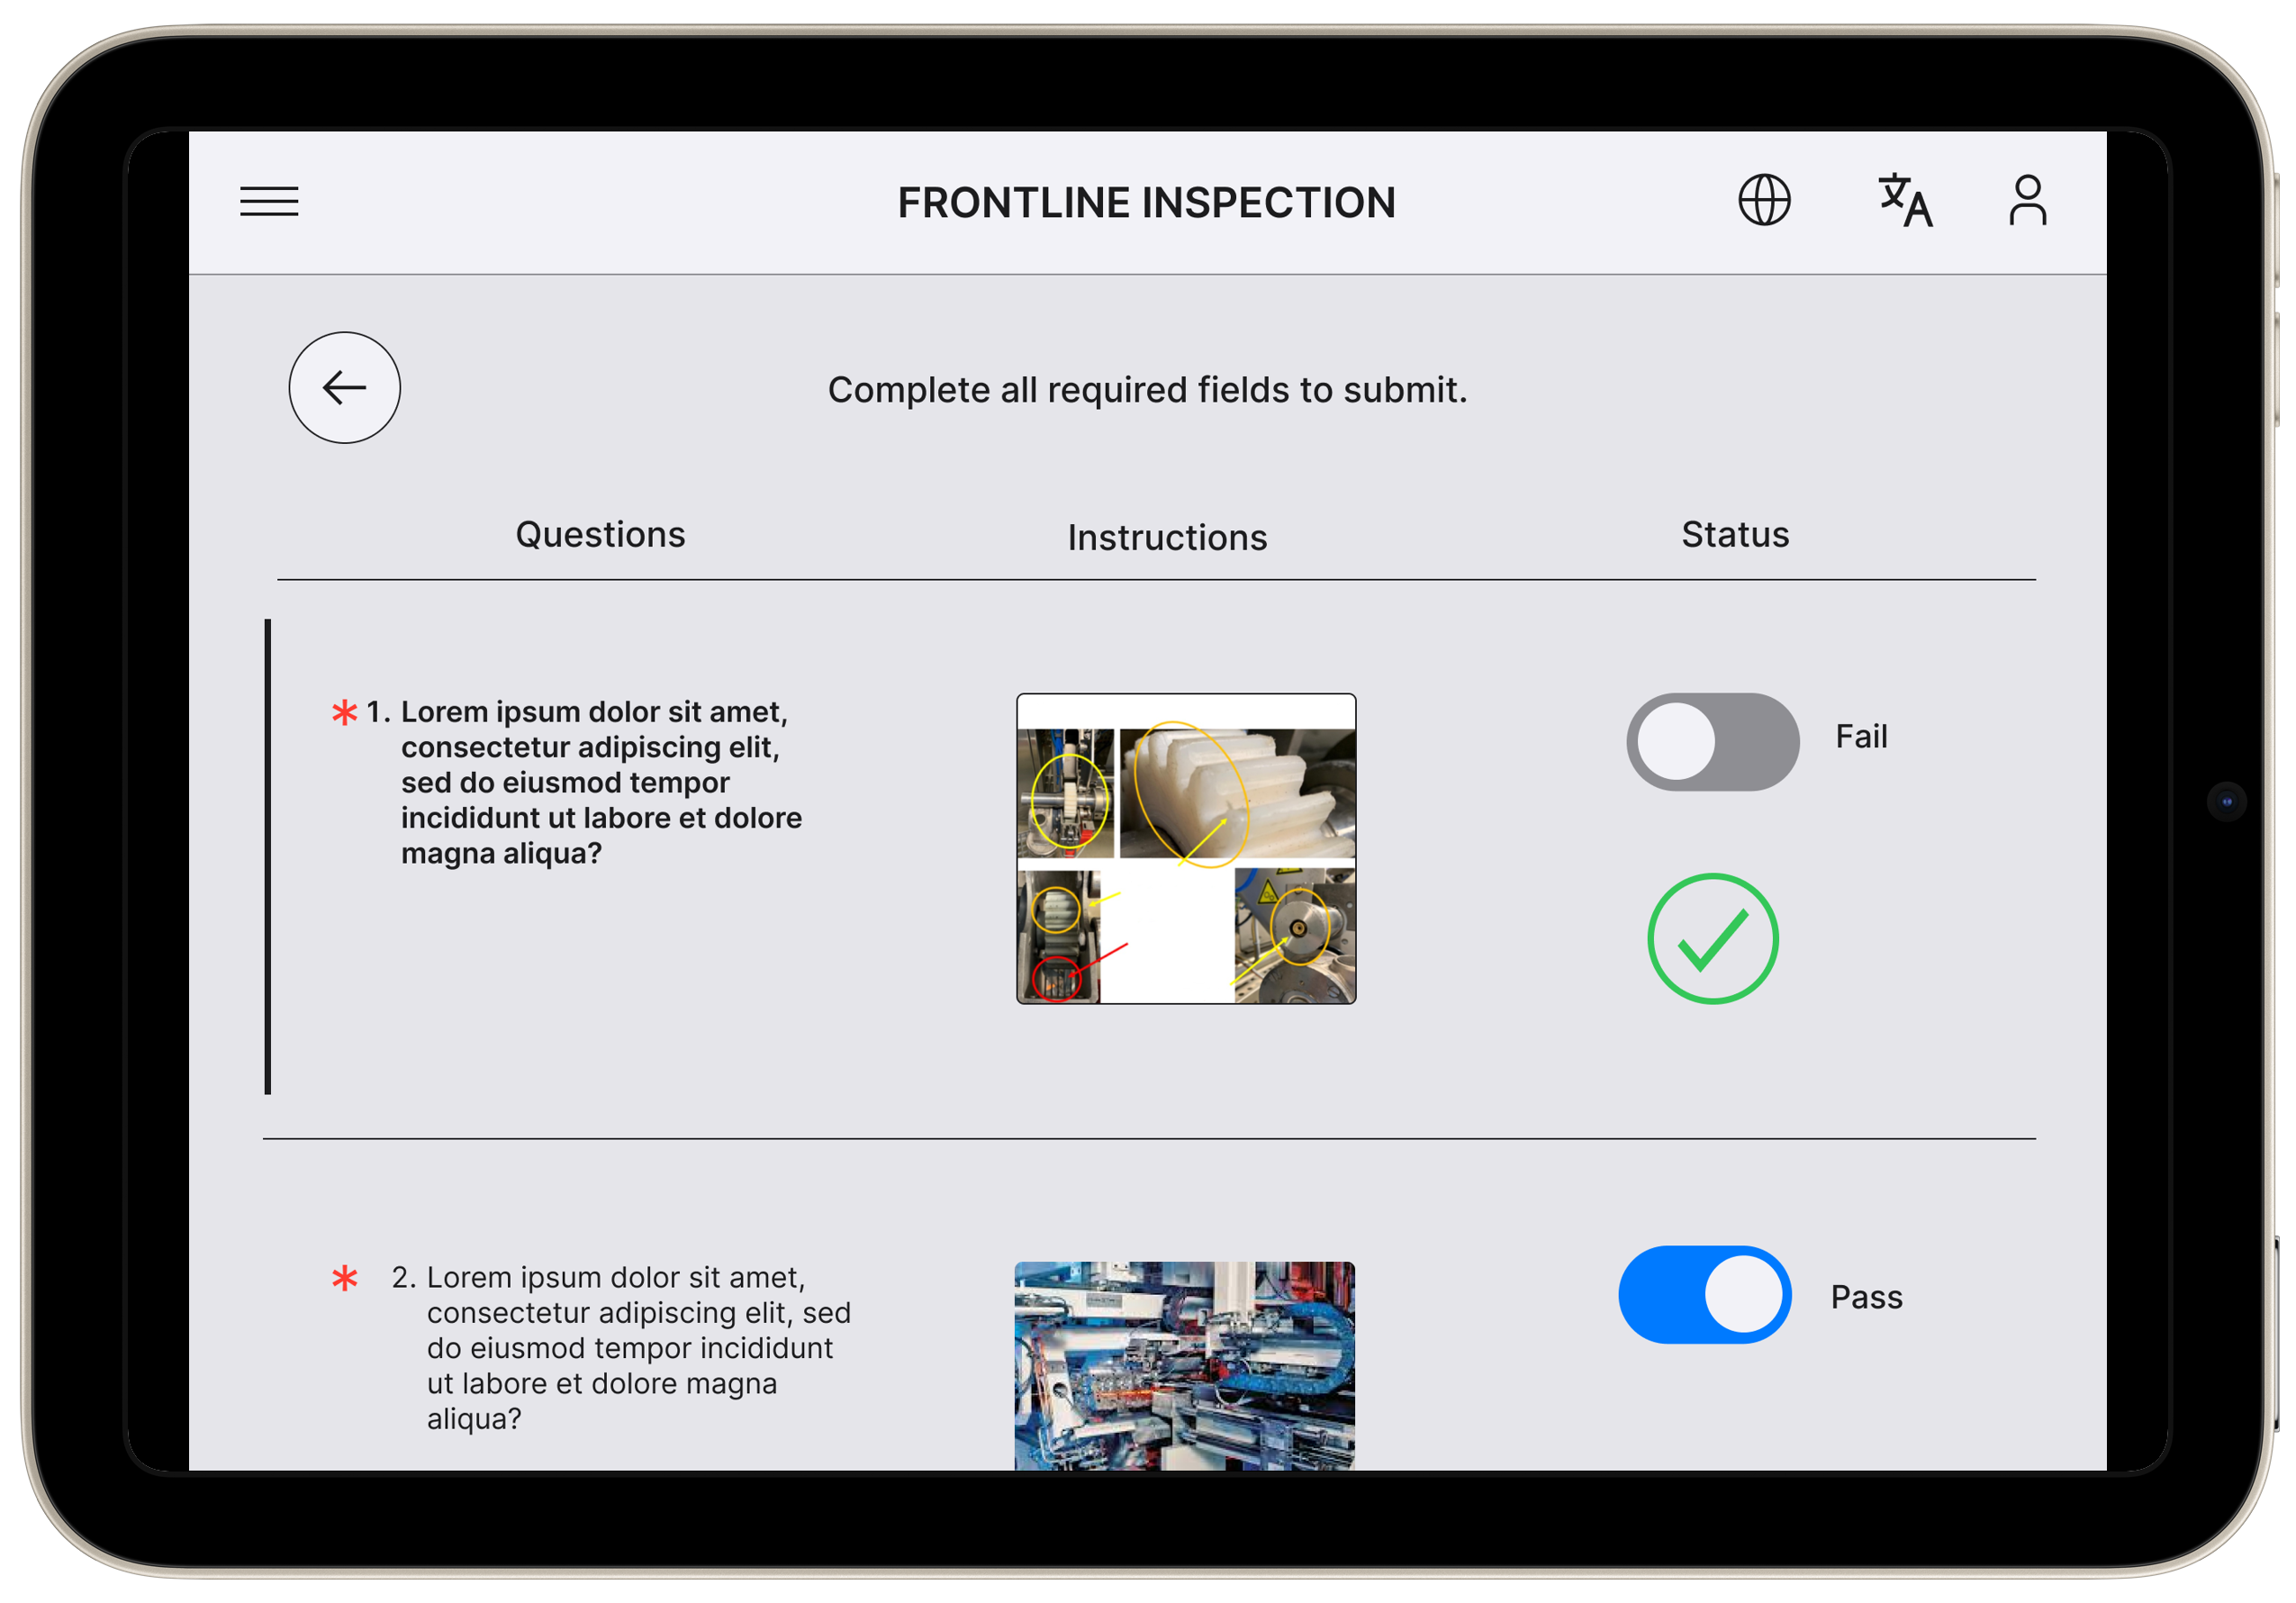 FRONTLINE INSPECTION
Complete all required fields to submit.
Questions
Instructions
Status
* 1. Lorem ipsum dolor sit amet,
consectetur adipiscing elit,
sed do eiusmod tempor
incididunt ut labore et dolore
magna aliqua?
Fail
* 2. Lorem ipsum dolor sit amet,
consectetur adipiscing elit, sed
do eiusmod tempor incididunt
ut labore et dolore magna
aliqua?
Pass